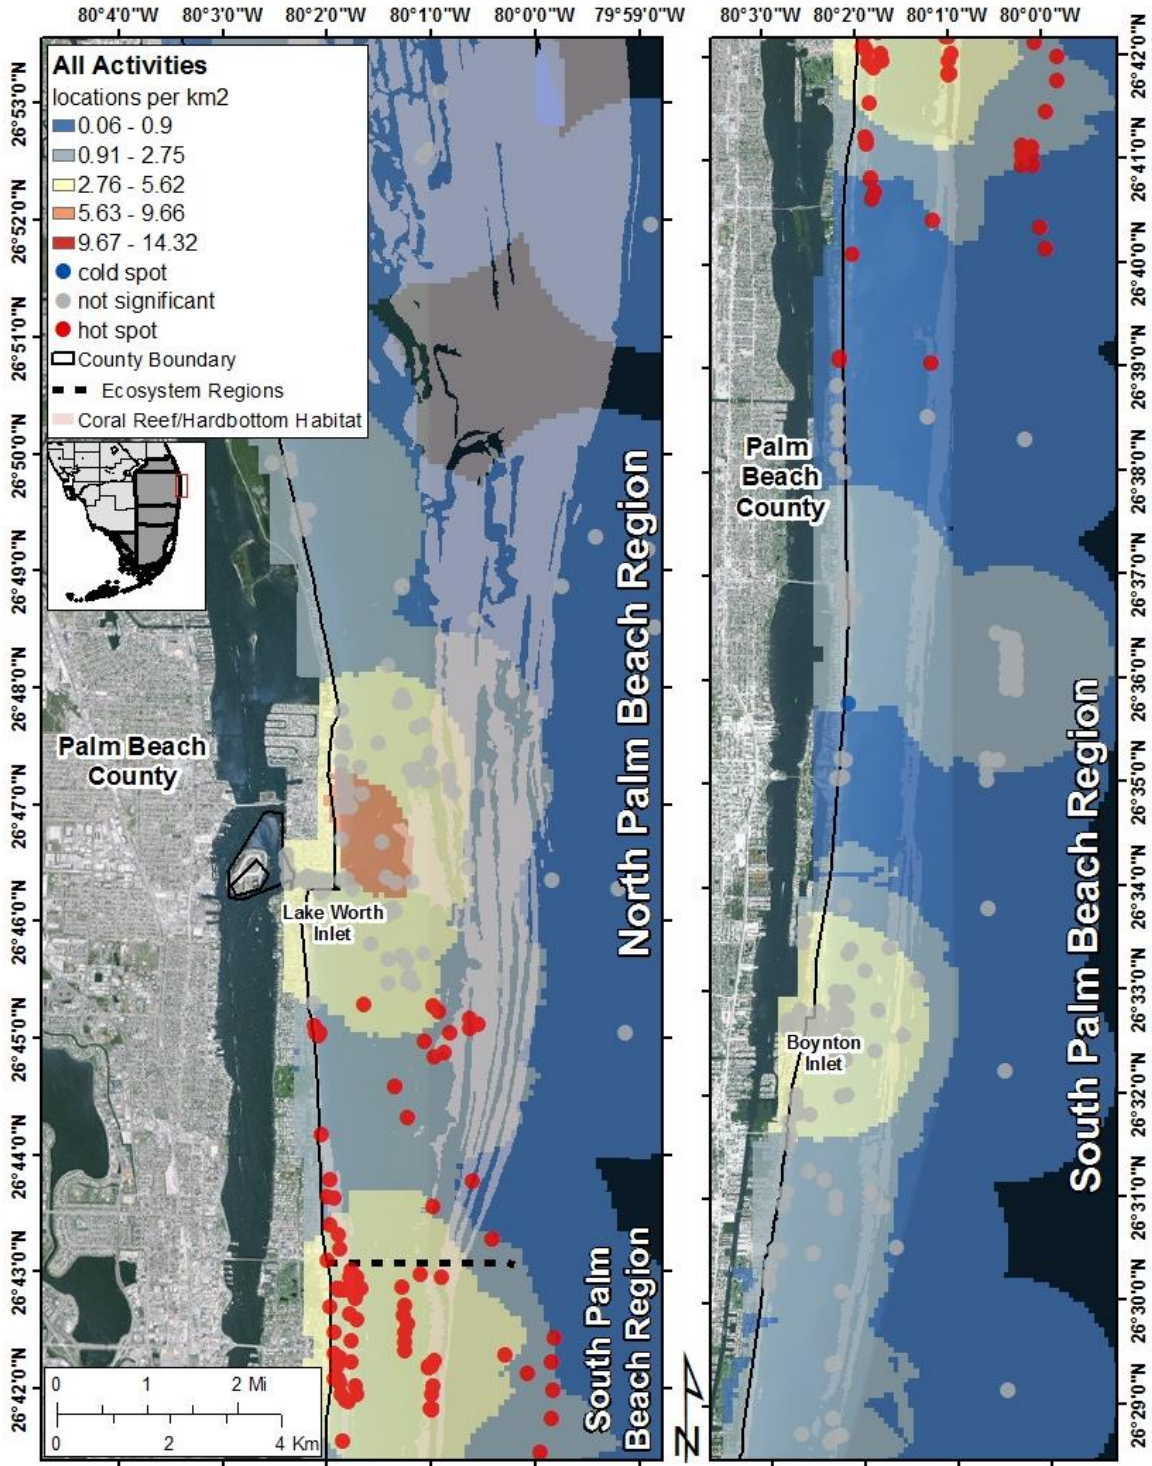 80°4'0"W 80°3'0"W 80°2'0"W 80°1'0"W 80°0'0"W 79°59'0"W
All Activities
locations per km2
0.06 - 0.9
0.91 - 2.75
2.76 - 5.62
5.63 - 9.66
9.67 - 14.32
cold spot
not significant
hot spot
County Boundary
Ecosystem Regions
Coral Reef/Hardbottom Habitat
26°53'0"N
26°52'0"N
26°51'0"N
26°50'0"N
26°49'0"N
26°48'0"N
26°47'0"N
26°46'0"N
26°45'0"N
26°44'0"N
26°43'0"N
26°42'0"N
Palm Beach
County
Lake Worth
Inlet
North Palm Beach Region
South Palm
Beach Region
0 1 2 Mi
0 2 4 Km
N
80°3'0"W 80°2'0"W 80°1'0"W 80°0'0"W
Palm
Beach
County
Boynton
Inlet
South Palm Beach Region
26°42'0"N
26°41'0"N
26°40'0"N
26°39'0"N
26°38'0"N
26°37'0"N
26°36'0"N
26°35'0"N
26°34'0"N
26°33'0"N
26°32'0"N
26°31'0"N
26°30'0"N
26°29'0"N